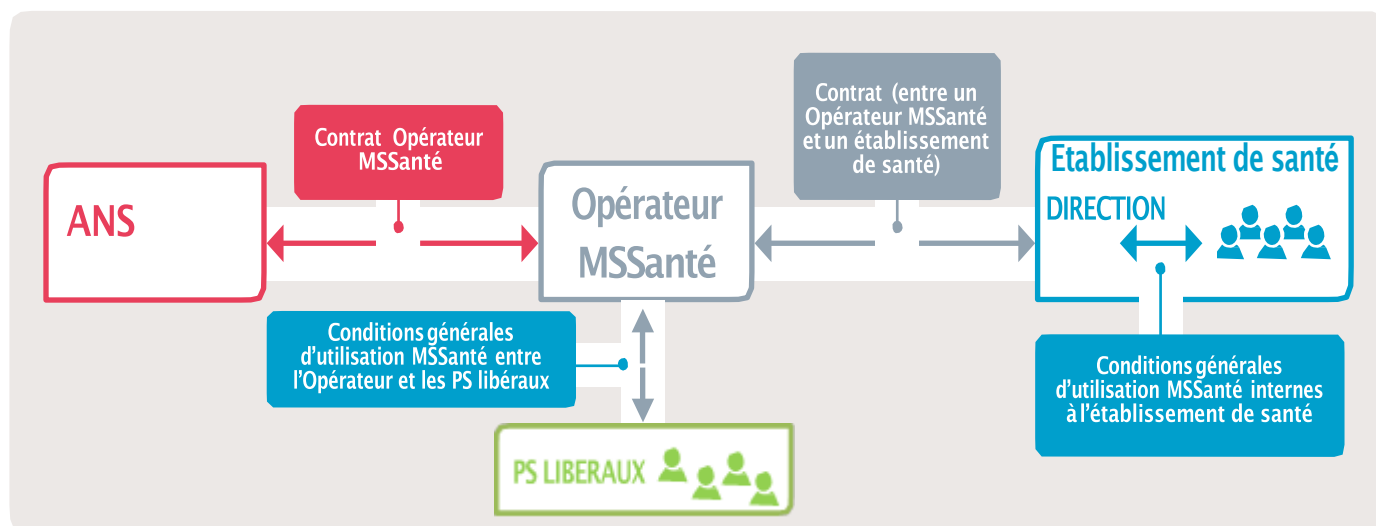 Contrat Opérateur
MSSanté
Contrat (entre un
Opérateur MSSanté
et un établissement
de santé)
ANS
Opérateur
MSSanté
Etablissement de santé
DIRECTION
Conditions générales
d'utilisation MSSanté entre
l'Opérateur et les PS libéraux
Conditions générales
d'utilisation MSSanté internes
à l'établissement de santé
PS LIBERAUX